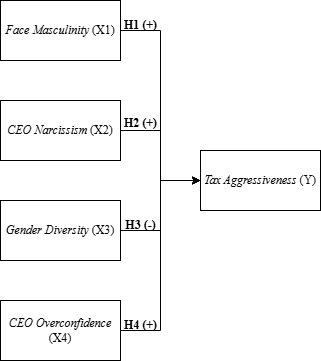 Face Masculinity (X1)
H1 (+)
CEO Narcissism (X2)
H2 (+)
Gender Diversity (X3)
H3 (-)
CEO Overconfidence
(X4)
H4 (+)
Tax Aggressiveness (Y)